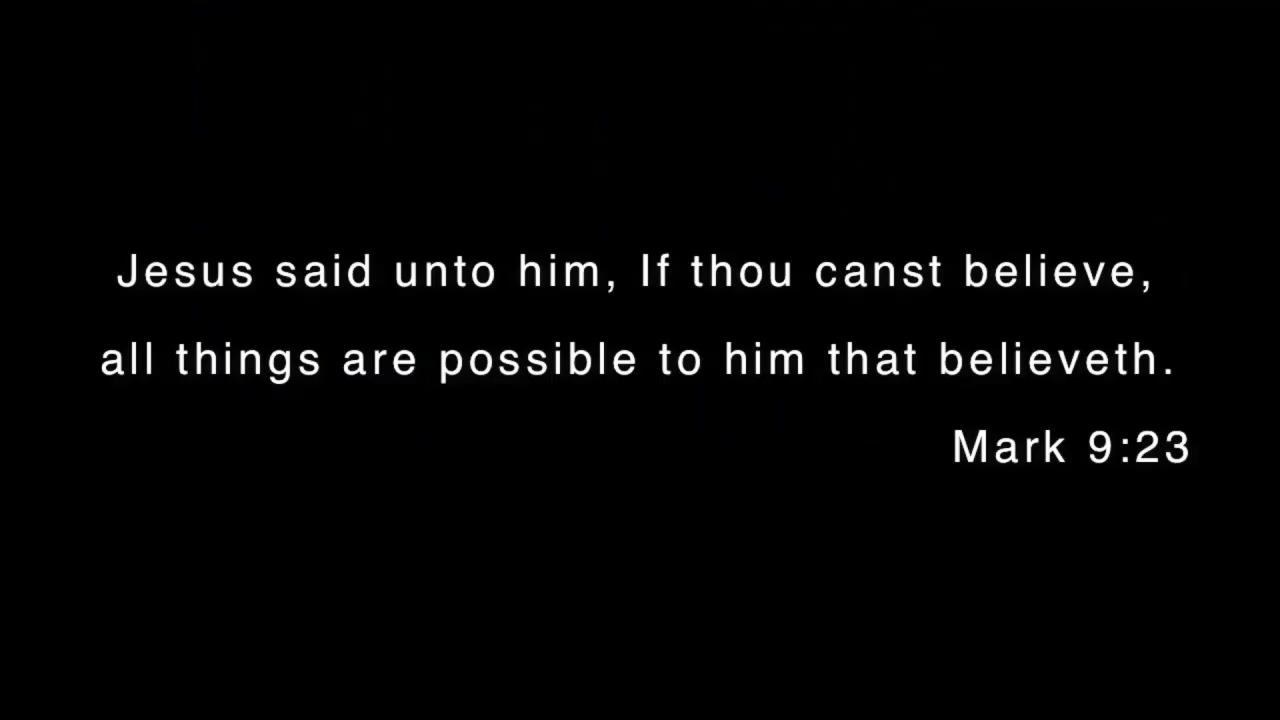 Jesus said unto him, If thou canst believe,
all things are possible to him that believeth.
Mark 9:23